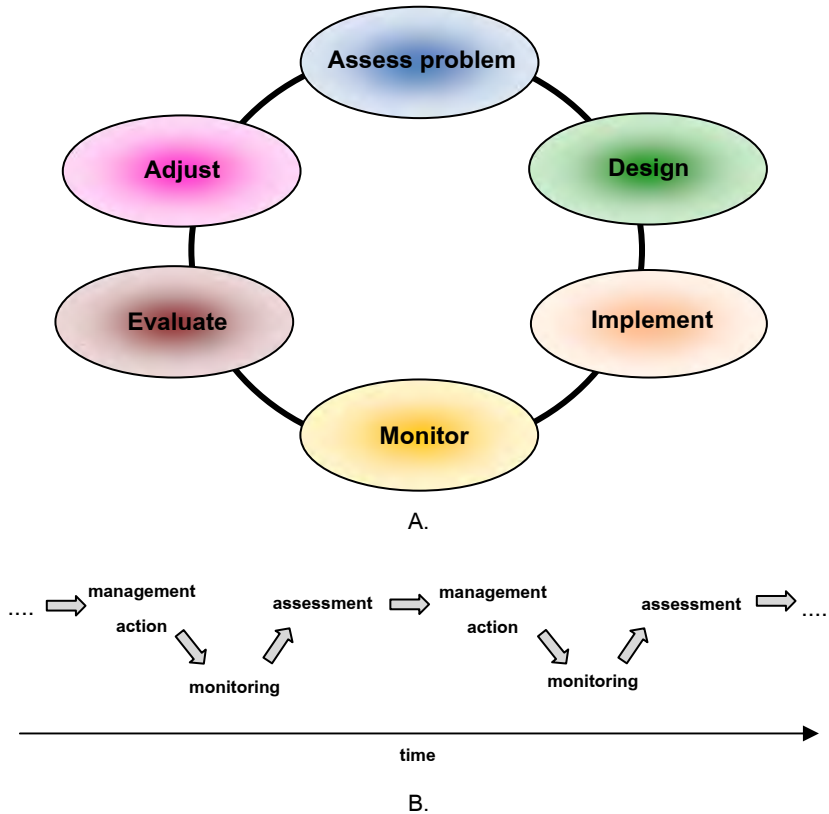 Assess problem
Adjust
Design
Evaluate
Implement
Monitor
A.
.... management action monitoring assessment management action monitoring assessment ....
time
B.